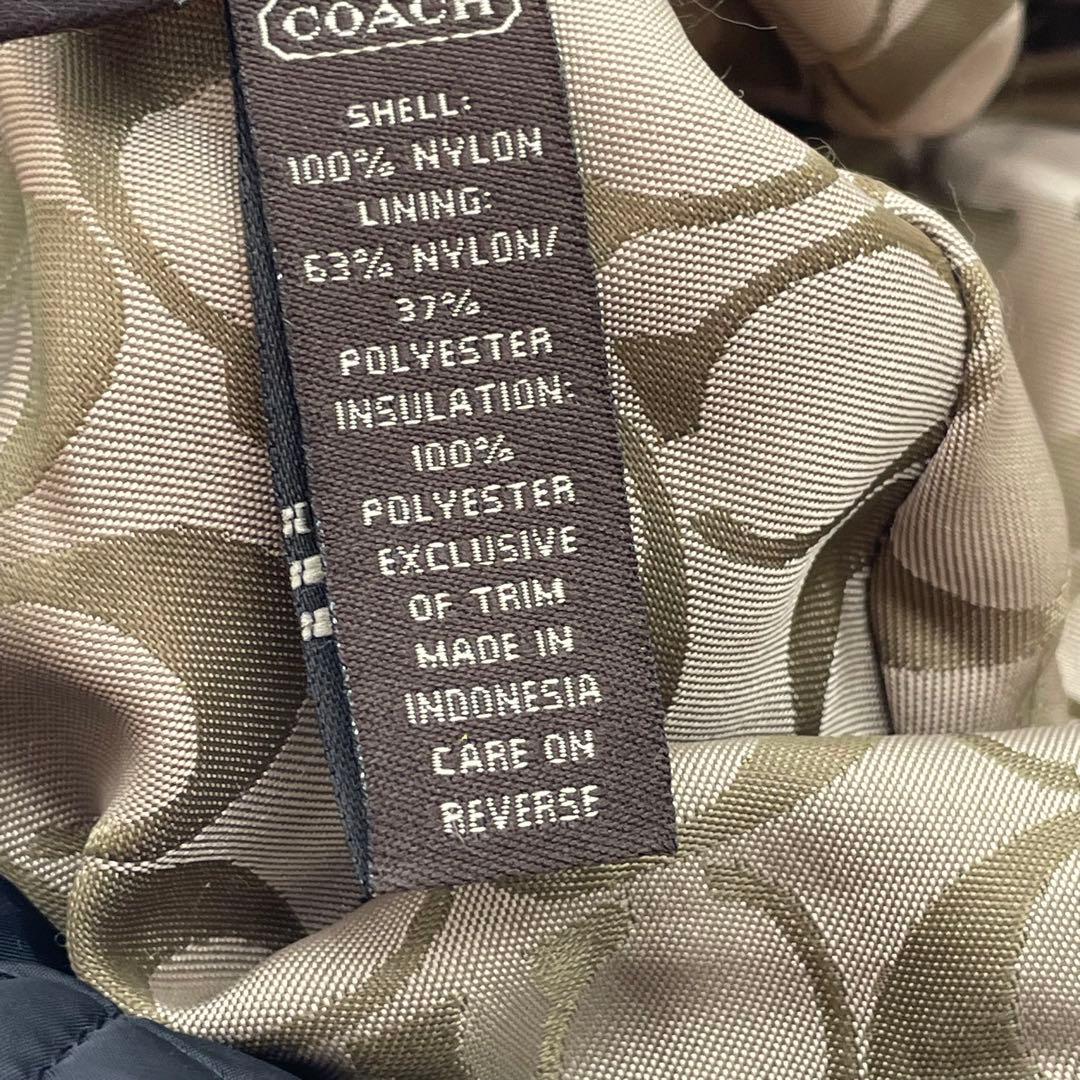 COACH
SHELL:
100% NYLON
LINING:
63% NYLON/
37%
POLYESTER
INSULATION:
100%
POLYESTER
EXCLUSIVE
OF TRIM
MADE IN
INDONESIA
CARE ON
REVERSE